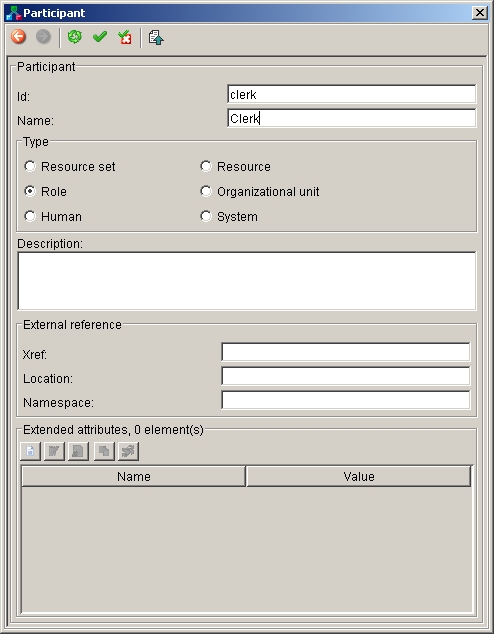 Participant
Participant
Id: clerk
Name: Clerk
Type
Resource set Resource
Role Organizational unit
Human System
Description:
External reference
Xref:
Location:
Namespace:
Extended attributes, 0 element(s)
Name Value